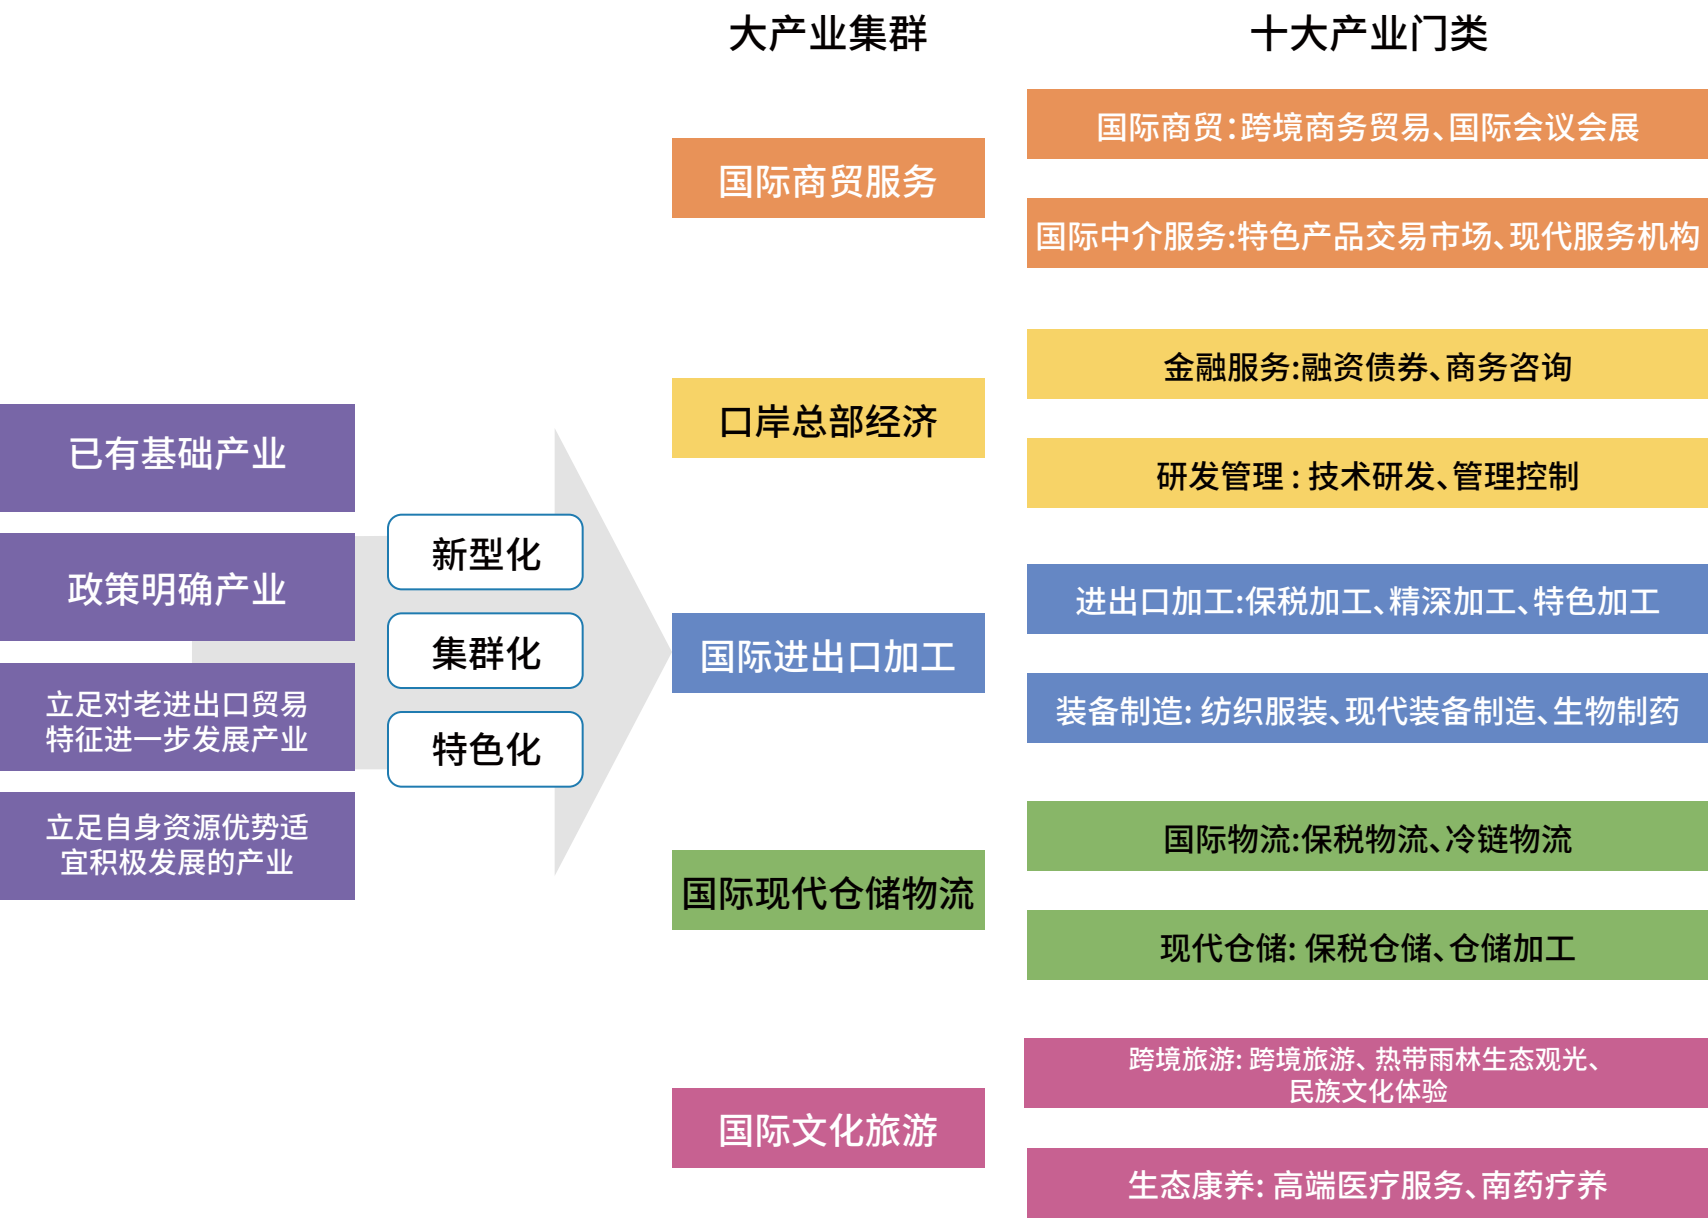 大产业集群
十大产业门类
已有基础产业
政策明确产业
立足对老进出口贸易
特征进一步发展产业
立足自身资源优势适
宜积极发展的产业
新型化
集群化
特色化
国际商贸服务
国际商贸：跨境商务贸易、国际会议会展
国际中介服务:特色产品交易市场、现代服务机构
口岸总部经济
金融服务:融资债券、商务咨询
研发管理 : 技术研发、管理控制
国际进出口加工
进出口加工:保税加工、精深加工、特色加工
装备制造: 纺织服装、现代装备制造、生物制药
国际现代仓储物流
国际物流:保税物流、冷链物流
现代仓储: 保税仓储、仓储加工
国际文化旅游
跨境旅游: 跨境旅游、热带雨林生态观光、
民族文化体验
生态康养: 高端医疗服务、南药疗养